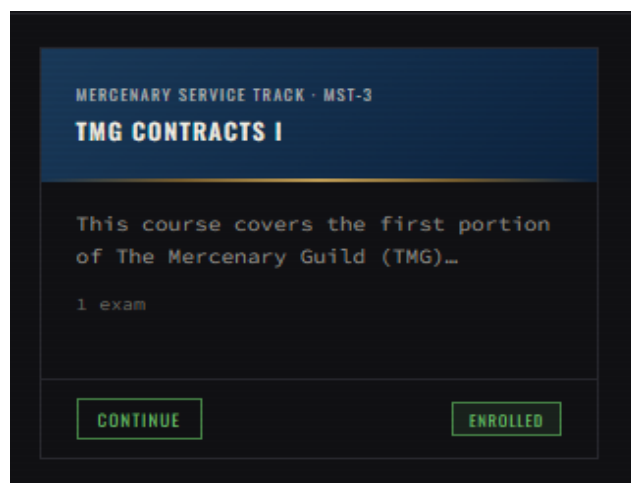 MERCENARY SERVICE TRACK · MST-3
TMG CONTRACTS I
This course covers the first portion
of The Mercenary Guild (TMG)…
1 exam
CONTINUE
ENROLLED